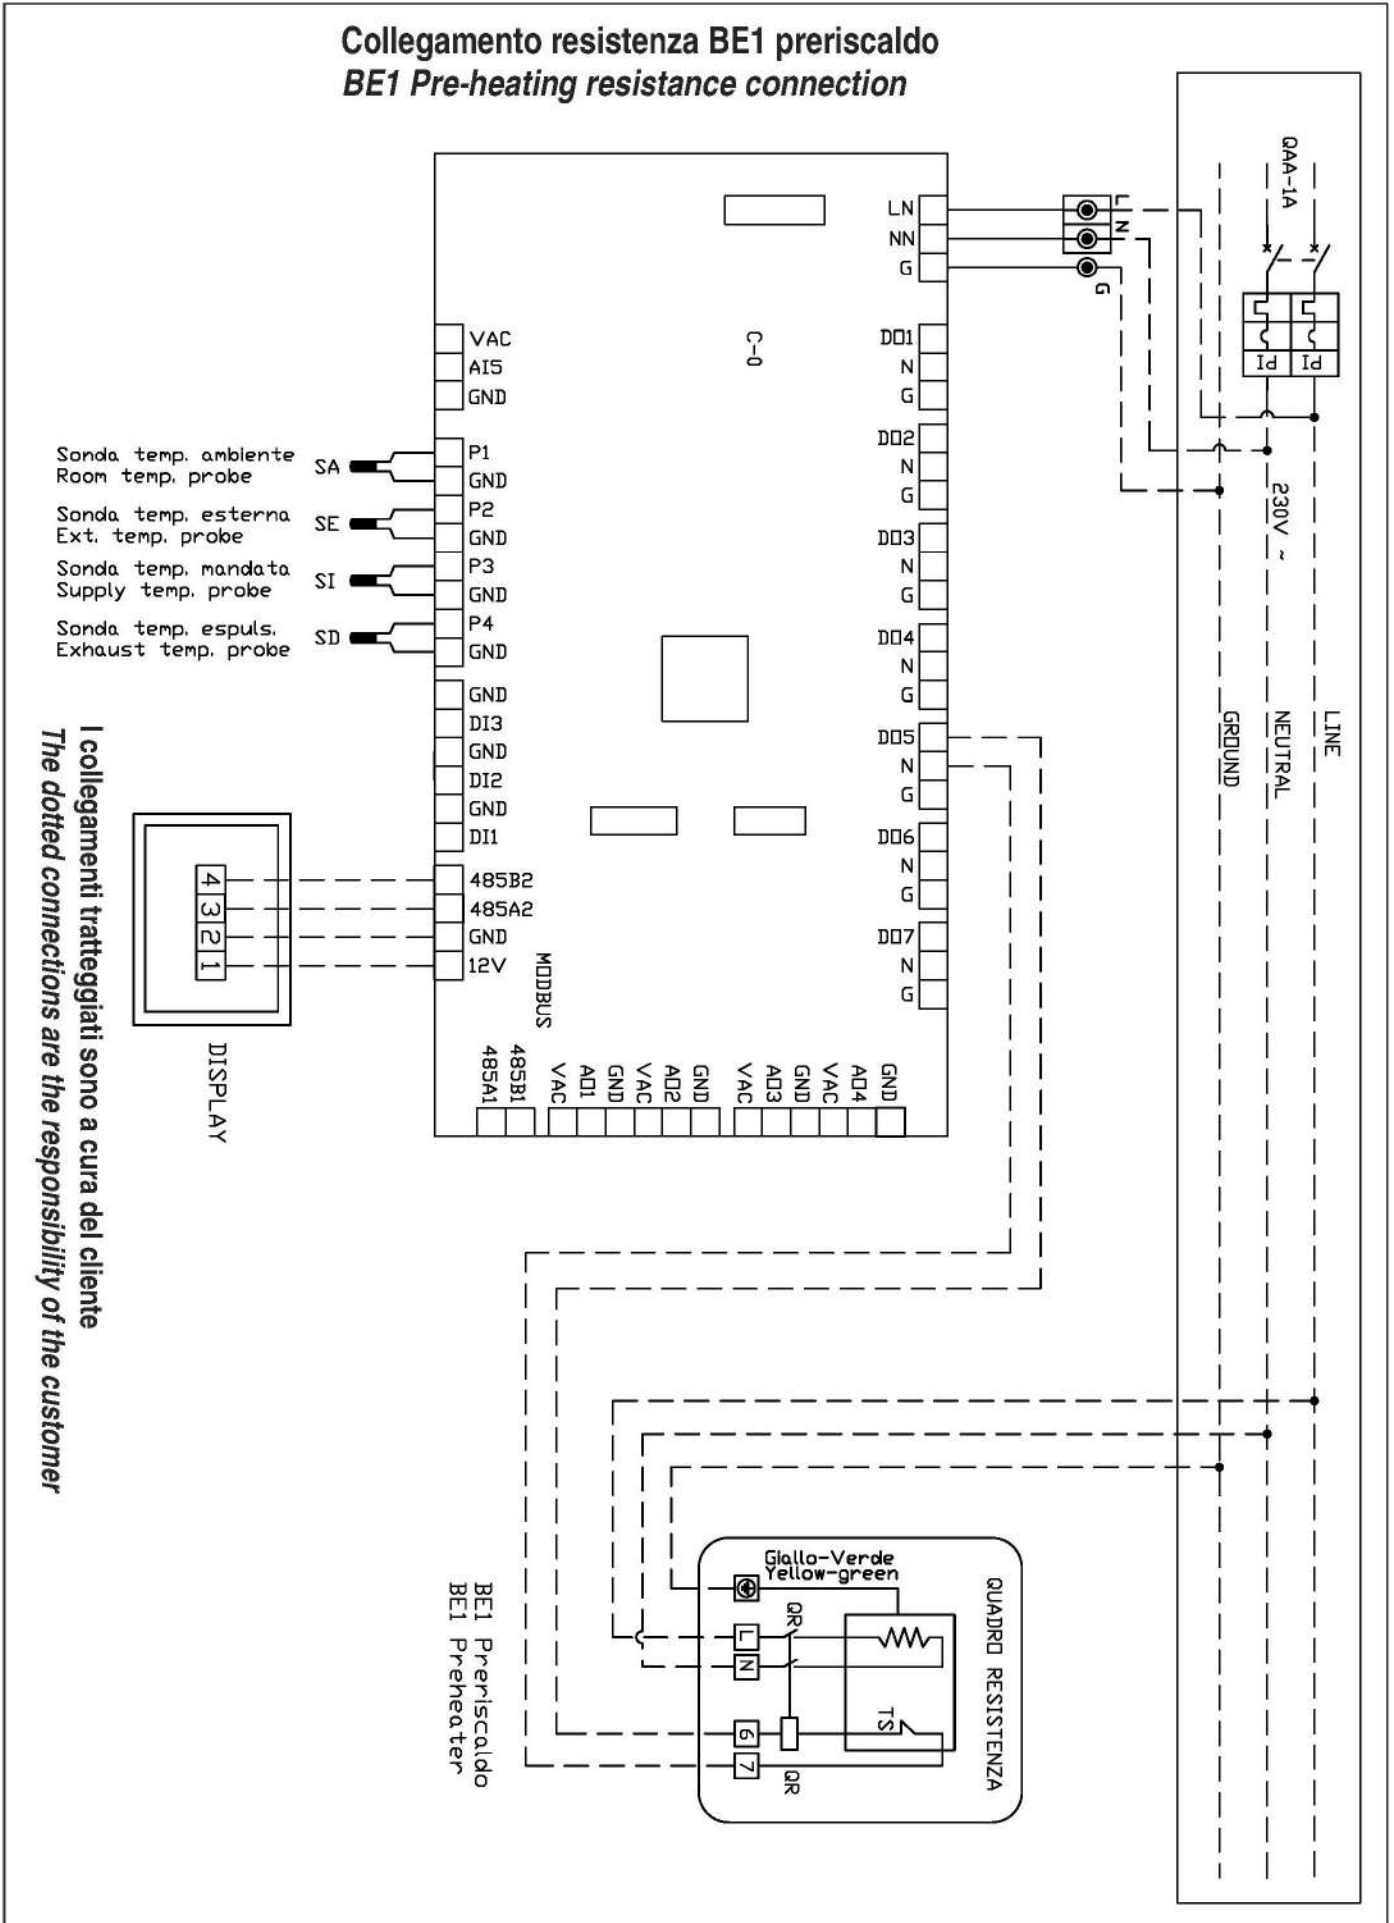 Collegamento resistenza BE1 preriscaldo
BE1 Pre-heating resistance connection
QAA-1A
PI
PI
230V ~
LINE
NEUTRAL
GROUND
L
N
G
LN
NN
G
C-0
DO1
N
G
DO2
N
G
DO3
N
G
DO4
N
G
DO5
N
G
DO6
N
G
DO7
N
G
VAC
AI5
GND
P1
GND
P2
GND
P3
GND
P4
GND
GND
DI3
GND
DI2
GND
DI1
485B2
485A2
GND
12V
MODBUS
485A1
485B1
VAC
AO1
GND
VAC
AO2
GND
VAC
AO3
GND
VAC
AO4
GND
Sonda temp. ambiente
Room temp. probe
SA
Sonda temp. esterna
Ext. temp. probe
SE
Sonda temp. mandata
Supply temp. probe
SI
Sonda temp. espuls.
Exhaust temp. probe
SD
4
3
2
1
DISPLAY
I collegamenti tratteggiati sono a cura del cliente
The dotted connections are the responsibility of the customer
Giallo-Verde
Yellow-green
QUADRO RESISTENZA
QR
L
N
TS
6
7
QR
BE1 Preriscaldo
BE1 Preheater